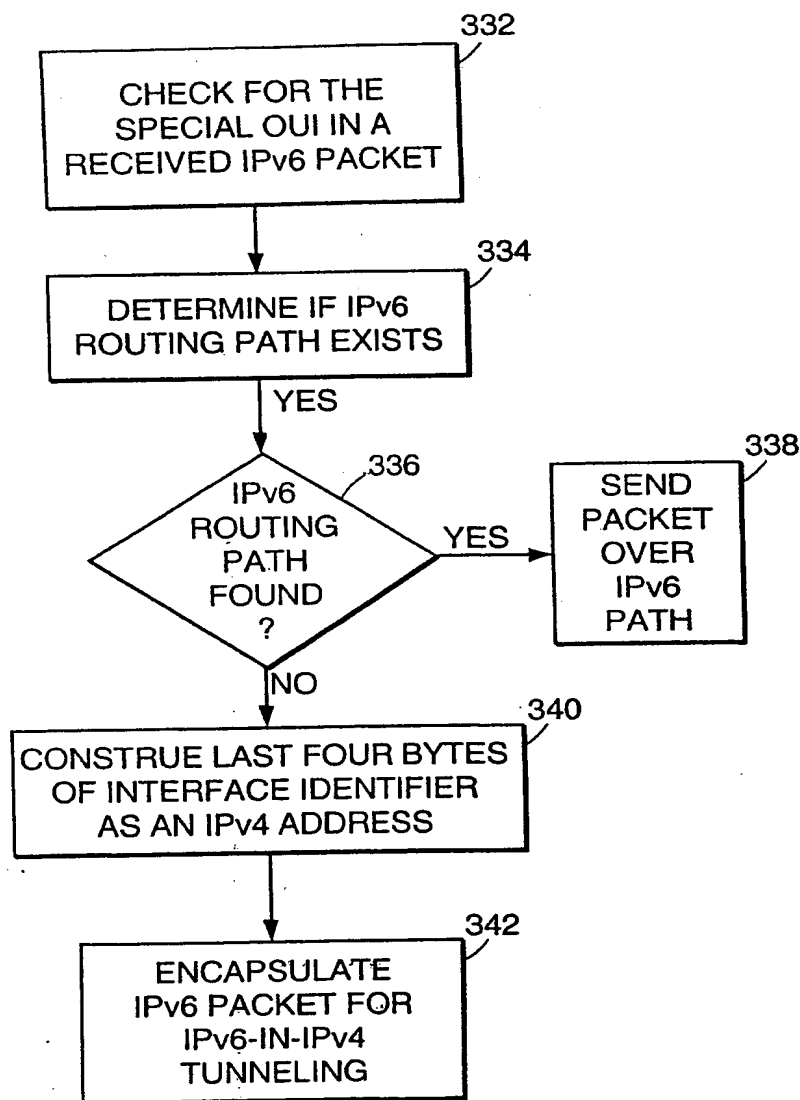 332
CHECK FOR THE
SPECIAL OUI IN A
RECEIVED IPv6 PACKET
334
DETERMINE IF IPv6
ROUTING PATH EXISTS
YES
336
IPv6
ROUTING
PATH
FOUND
?
YES
338
SEND
PACKET
OVER
IPv6
PATH
NO
340
CONSTRUE LAST FOUR BYTES
OF INTERFACE IDENTIFIER
AS AN IPv4 ADDRESS
342
ENCAPSULATE
IPv6 PACKET FOR
IPv6-IN-IPv4
TUNNELING